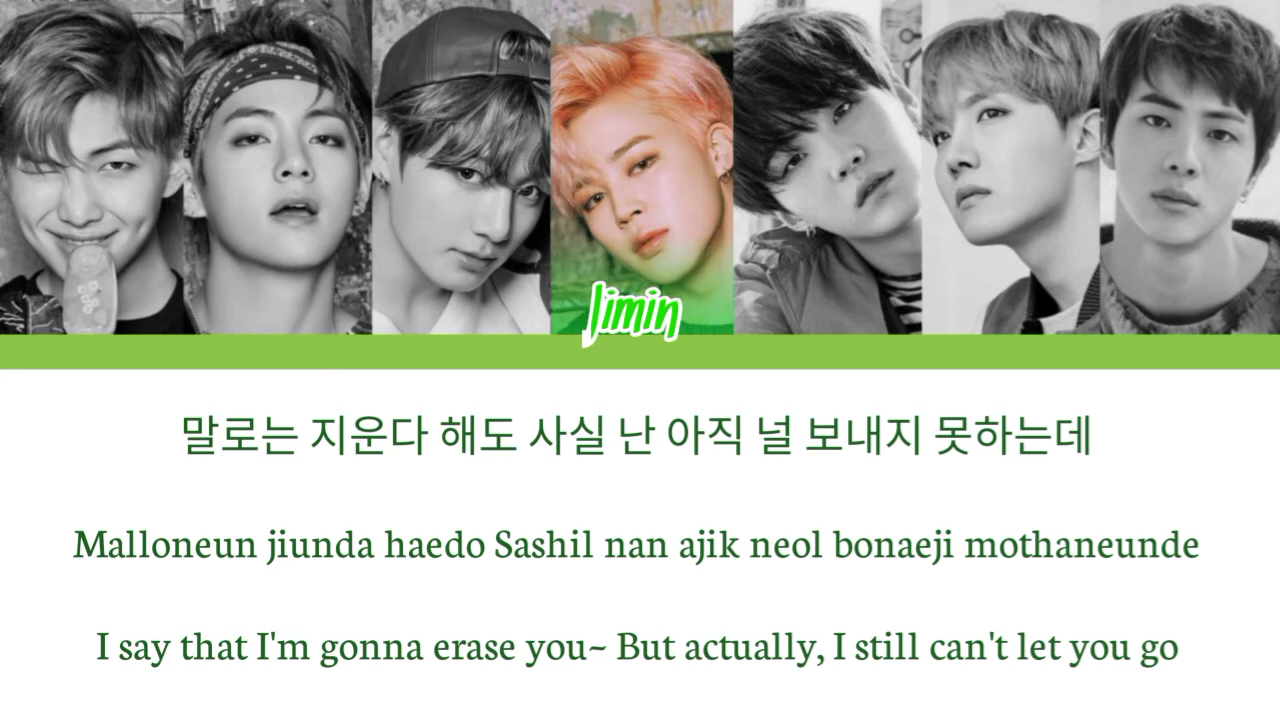 Jimin
말로는 지운다 해도 사실 난 아직 널 보내지 못하는데
Malloneun jiunda haedo Sashil nan ajik neol bonaeji mothaneunde
I say that I'm gonna erase you~ But actually, I still can't let you go